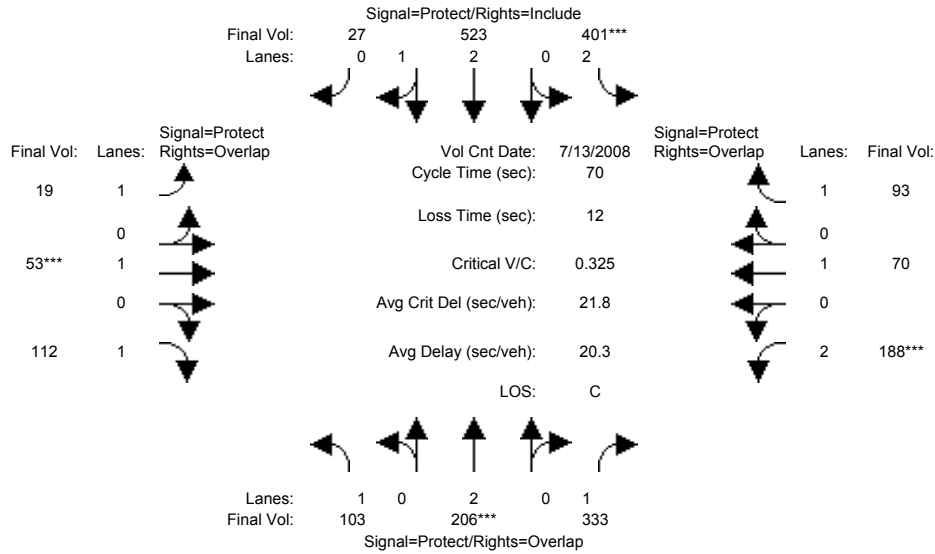 Signal=Protect/Rights=Include
Final Vol: 27 523 401***
Lanes: 0 1 2 0 2
Signal=Protect
Final Vol: Lanes: Rights=Overlap
Vol Cnt Date: 7/13/2008
Signal=Protect
Rights=Overlap Lanes: Final Vol:
Cycle Time (sec): 70
19 1
1 93
Loss Time (sec): 12
0
0
53*** 1
Critical V/C: 0.325
1 70
0
Avg Crit Del (sec/veh): 21.8
0
112 1
Avg Delay (sec/veh): 20.3
2 188***
LOS: C
Lanes: 1 0 2 0 1
Final Vol: 103 206*** 333
Signal=Protect/Rights=Overlap